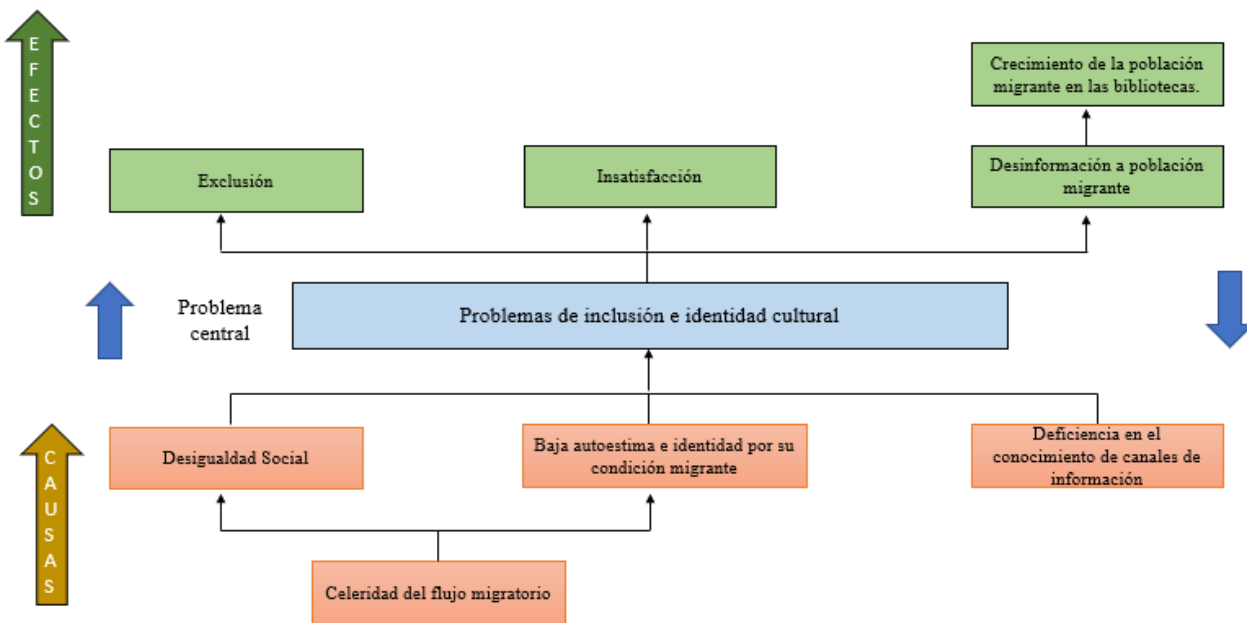 EFECTOS
Crecimiento de la población
migrante en las bibliotecas.
Exclusión
Insatisfacción
Desinformación a población
migrante
Problema
central
Problemas de inclusión e identidad cultural
CAUSAS
Desigualdad Social
Baja autoestima e identidad por su
condición migrante
Deficiencia en el
conocimiento de canales de
información
Celeridad del flujo migratorio